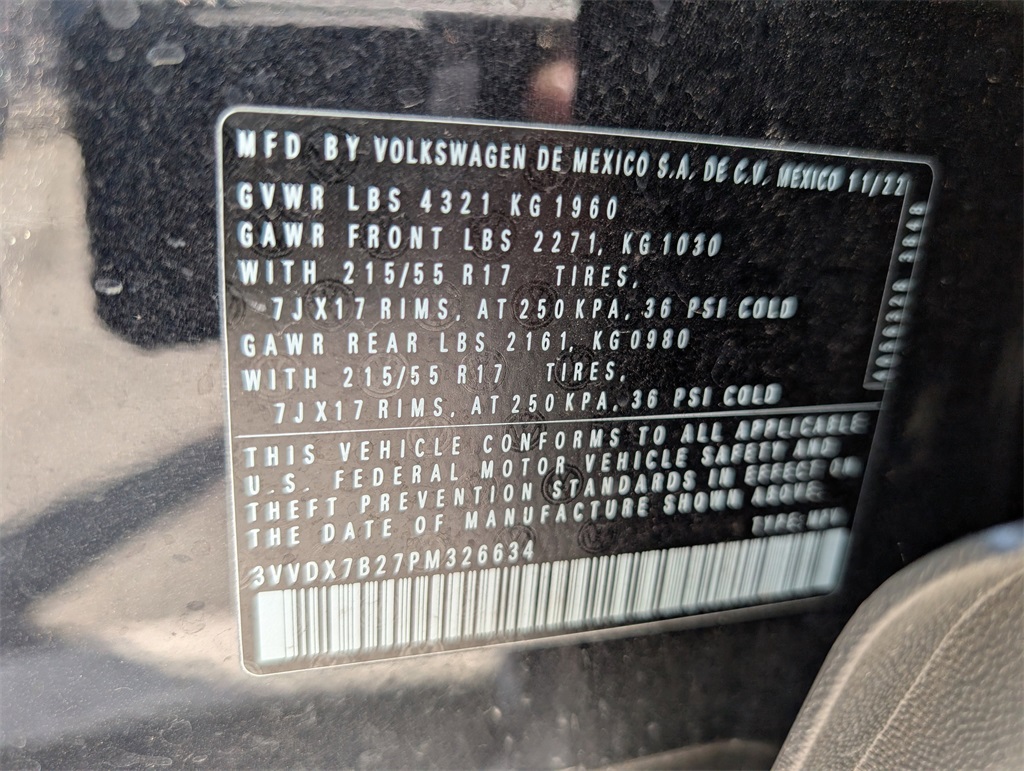 MFD BY VOLKSWAGEN DE MEXICO S.A. DE C.V. MEXICO 11/22
GVWR LBS 4321 KG 1960
GAWR FRONT LBS 2271, KG 1030
WITH 215/55 R17 TIRES,
7JX17 RIMS, AT 250 KPA, 36 PSI COLD
GAWR REAR LBS 2161, KG 0980
WITH 215/55 R17 TIRES,
7JX17 RIMS, AT 250 KPA, 36 PSI COLD
THIS VEHICLE CONFORMS TO ALL APPLICABLE
U.S. FEDERAL MOTOR VEHICLE SAFETY AND
THEFT PREVENTION STANDARDS IN EFFECT ON
THE DATE OF MANUFACTURE SHOWN ABOVE.
TYPE: MPV
3VVDX7B27PM326634